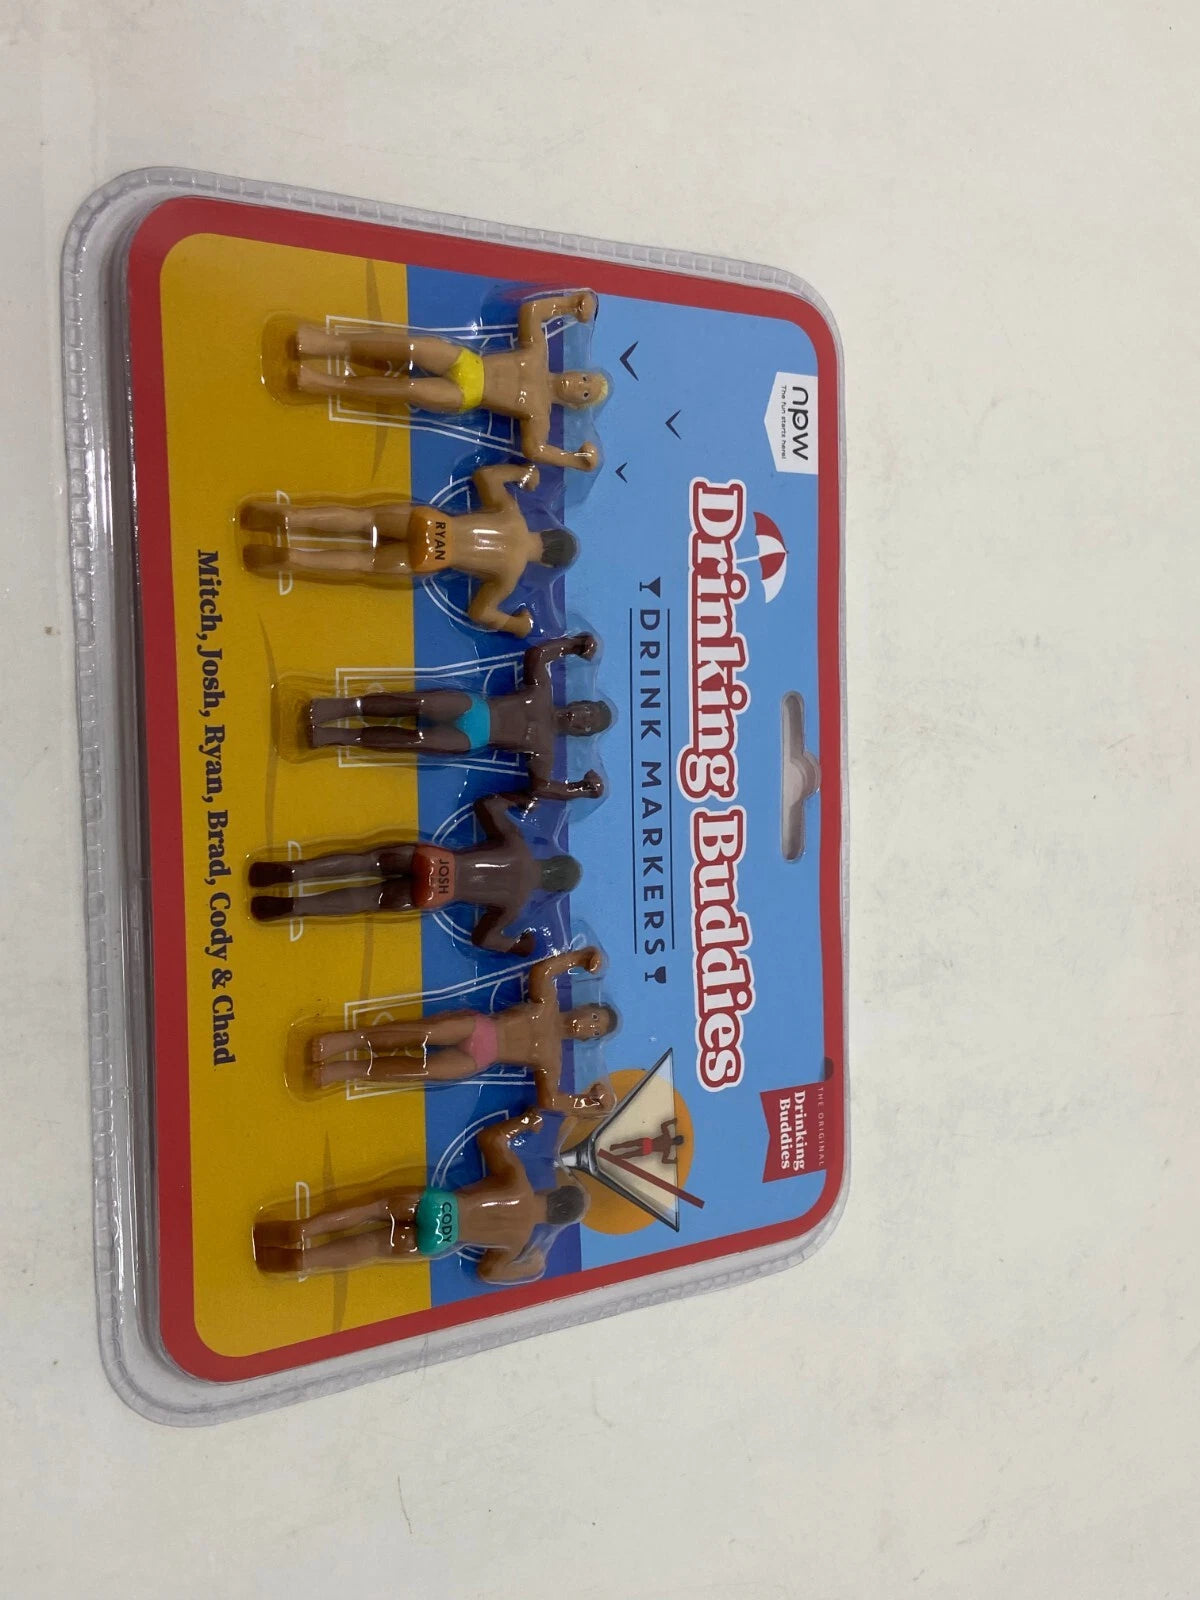 npw
The fun starts here!
THE ORIGINAL
Drinking
Buddies
Drinking Buddies
DRINK MARKERS
RYAN
JOSH
CODY
Mitch, Josh, Ryan, Brad, Cody & Chad